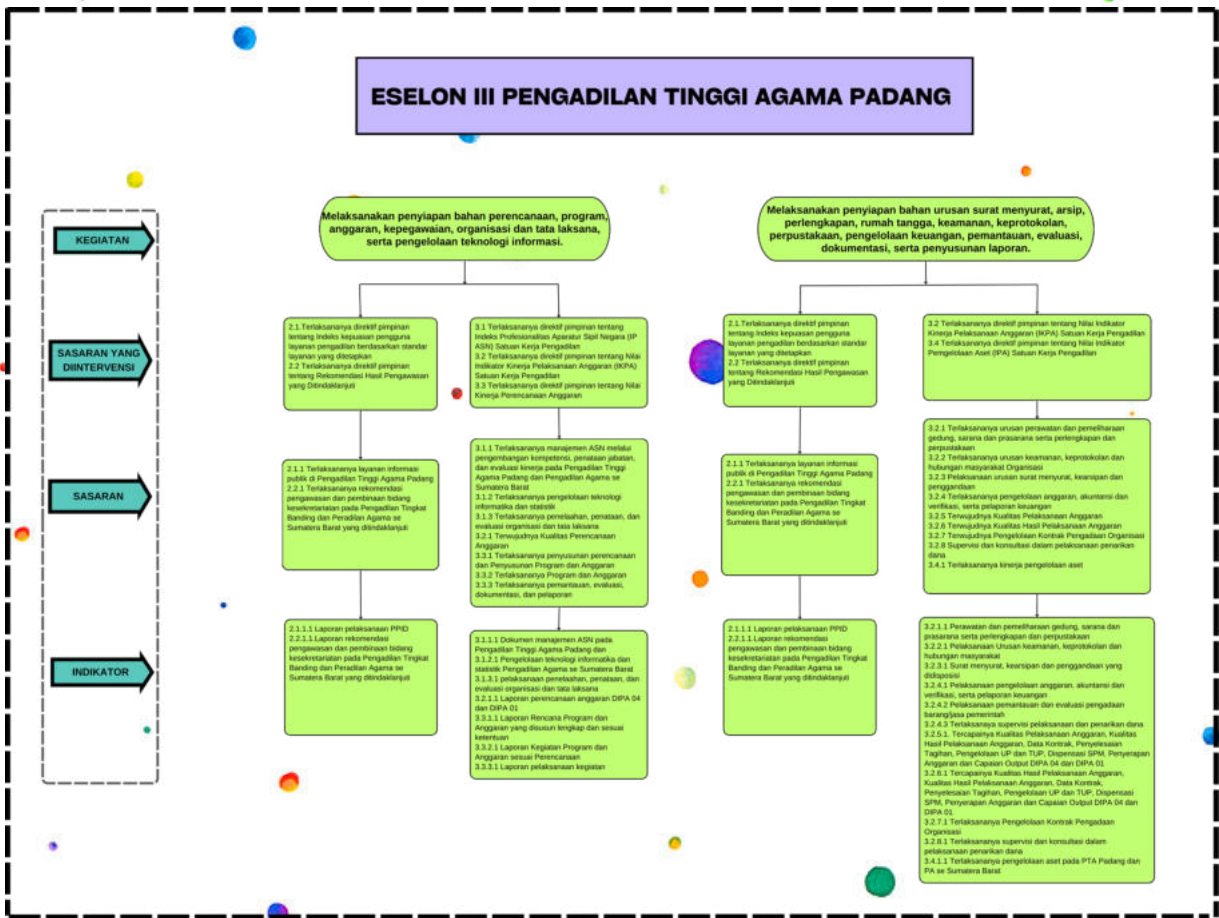 ESELON III PENGADILAN TINGGI AGAMA PADANG
KEGIATAN
Melaksanakan penyiapan bahan perencanaan, program,
anggaran, kepegawaian, organisasi dan tata laksana,
serta pengelolaan teknologi informasi.
Melaksanakan penyiapan bahan urusan surat menyurat, arsip,
perlengkapan, rumah tangga, keamanan, keprotokolan,
perpustakaan, pengelolaan keuangan, pemantauan, evaluasi,
dokumentasi, serta penyusunan laporan.
SASARAN YANG
DIINTERVENSI
2.1.Terlaksananya direktif pimpinan
tentang Indeks kepuasan pengguna
layanan pengadilan berdasarkan standar
layanan yang ditetapkan
2.2 Terlaksananya direktif pimpinan
tentang Rekomendasi Hasil Pengawasan
yang Ditindaklanjuti
3.1 Terlaksananya direktif pimpinan tentang
Indeks Profesionalitas Aparatur Sipil Negara (IP
ASN) Satuan Kerja Pengadilan
3.2 Terlaksananya direktif pimpinan tentang Nilai
Indikator Kinerja Pelaksanaan Anggaran (IKPA)
Satuan Kerja Pengadilan
3.3 Terlaksananya direktif pimpinan tentang Nilai
Kinerja Perencanaan Anggaran
2.1.Terlaksananya direktif pimpinan
tentang Indeks kepuasan pengguna
layanan pengadilan berdasarkan standar
layanan yang ditetapkan
2.2 Terlaksananya direktif pimpinan
tentang Rekomendasi Hasil Pengawasan
yang Ditindaklanjuti
3.2 Terlaksananya direktif pimpinan tentang Nilai Indikator
Kinerja Pelaksanaan Anggaran (IKPA) Satuan Kerja Pengadilan
3.4 Terlaksananya direktif pimpinan tentang Nilai Indikator
Pemgelolaan Aset (IPA) Satuan Kerja Pengadilan
SASARAN
2.1.1 Terlaksananya layanan informasi
publik di Pengadilan Tinggi Agama Padang
2.2.1 Terlaksananya rekomendasi
pengawasan dan pembinaan bidang
kesekretariatan pada Pengadilan Tingkat
Banding dan Peradilan Agama se
Sumatera Barat yang ditindaklanjuti
3.1.1 Terlaksananya manajemen ASN melalui
pengembangan kompetensi, penataan jabatan,
dan evaluasi kinerja pada Pengadilan Tinggi
Agama Padang dan Pengadilan Agama se
Sumatera Barat
3.1.2 Terlaksananya pengelolaan teknologi
informatika dan statistik
3.1.3 Terlaksananya penelaahan, penataan, dan
evaluasi organisasi dan tata laksana
3.2.1 Terwujudnya Kualitas Perencanaan
Anggaran
3.3.1 Terlaksananya penyusunan perencanaan
dan Penyusunan Program dan Anggaran
3.3.2 Terlaksananya Program dan Anggaran
3.3.3 Terlaksananya pemantauan, evaluasi,
dokumentasi, dan pelaporan
2.1.1 Terlaksananya layanan informasi
publik di Pengadilan Tinggi Agama Padang
2.2.1 Terlaksananya rekomendasi
pengawasan dan pembinaan bidang
kesekretariatan pada Pengadilan Tingkat
Banding dan Peradilan Agama se
Sumatera Barat yang ditindaklanjuti
3.2.1 Terlaksananya urusan perawatan dan pemeliharaan
gedung, sarana dan prasarana serta perlengkapan dan
perpustakaan
3.2.2 Terlaksananya urusan keamanan, keprotokolan dan
hubungan masyarakat Organisasi
3.2.3 Pelaksanaan urusan surat menyurat, kearsipan dan
penggandaan
3.2.4 Terlaksananya pengelolaan anggaran, akuntansi dan
verifikasi, serta pelaporan keuangan
3.2.5 Terwujudnya Kualitas Pelaksanaan Anggaran
3.2.6 Terwujudnya Kualitas Hasil Pelaksanaan Anggaran
3.2.7 Terwujudnya Pengelolaan Kontrak Pengadaan Organisasi
3.2.8 Supervisi dan konsultasi dalam pelaksanaan penarikan
dana
3.4.1 Terlaksananya kinerja pengelolaan aset
INDIKATOR
2.1.1.1 Laporan pelaksanaan PPID
2.2.1.1.Laporan rekomendasi
pengawasan dan pembinaan bidang
kesekretariatan pada Pengadilan Tingkat
Banding dan Peradilan Agama se
Sumatera Barat yang ditindaklanjuti
3.1.1.1 Dokumen manajemen ASN pada
Pengadilan Tinggi Agama Padang dan
3.1.2.1 Pengelolaan teknologi informatika dan
statistik Pengadilan Agama se Sumatera Barat
3.1.3.1 pelaksanaan penelaahan, penataan, dan
evaluasi organisasi dan tata laksana
3.2.1.1 Laporan perencanaan anggaran DIPA 04
dan DIPA 01
3.3.1.1 Laporan Rencana Program dan
Anggaran yang disusun lengkap dan sesuai
ketentuan
3.3.2.1 Laporan Kegiatan Program dan
Anggaran sesuai Perencanaan
3.3.3.1 Laporan pelaksanaan kegiatan
2.1.1.1 Laporan pelaksanaan PPID
2.2.1.1.Laporan rekomendasi
pengawasan dan pembinaan bidang
kesekretariatan pada Pengadilan Tingkat
Banding dan Peradilan Agama se
Sumatera Barat yang ditindaklanjuti
3.2.1.1 Perawatan dan pemeliharaan gedung, sarana dan
prasarana serta perlengkapan dan perpustakaan
3.2.2.1 Pelaksanaan Urusan keamanan, keprotokolan dan
hubungan masyarakat
3.2.3.1 Surat menyurat, kearsipan dan penggandaan yang
didisposisi
3.2.4.1 Pelaksanaan pengelolaan anggaran, akuntansi dan
verifikasi, serta pelaporan keuangan
3.2.4.2 Pelaksanaan pemantauan dan evaluasi pengadaan
barang/jasa pemerintah
3.2.4.3 Terlaksanaya supervisi pelaksanaan dan penarikan dana
3.2.5.1. Tercapainya Kualitas Pelaksanaan Anggaran, Kualitas
Hasil Pelaksanaan Anggaran, Data Kontrak, Penyelesaian
Tagihan, Pengelolaan UP dan TUP, Dispensasi SPM, Penyerapan
Anggaran dan Capaian Output DIPA 04 dan DIPA 01
3.2.6.1 Tercapainya Kualitas Hasil Pelaksanaan Anggaran,
Kualitas Hasil Pelaksanaan Anggaran, Data Kontrak,
Penyelesaian Tagihan, Pengelolaan UP dan TUP, Dispensasi
SPM, Penyerapan Anggaran dan Capaian Output DIPA 04 dan
DIPA 01
3.2.7.1 Terlaksananya Pengelolaan Kontrak Pengadaan
Organisasi
3.2.8.1 Terlaksananya supervisi dan konsultasi dalam
pelaksanaan penarikan dana
3.4.1.1 Terlaksananya pengelolaan aset pada PTA Padang dan
PA se Sumatera Barat